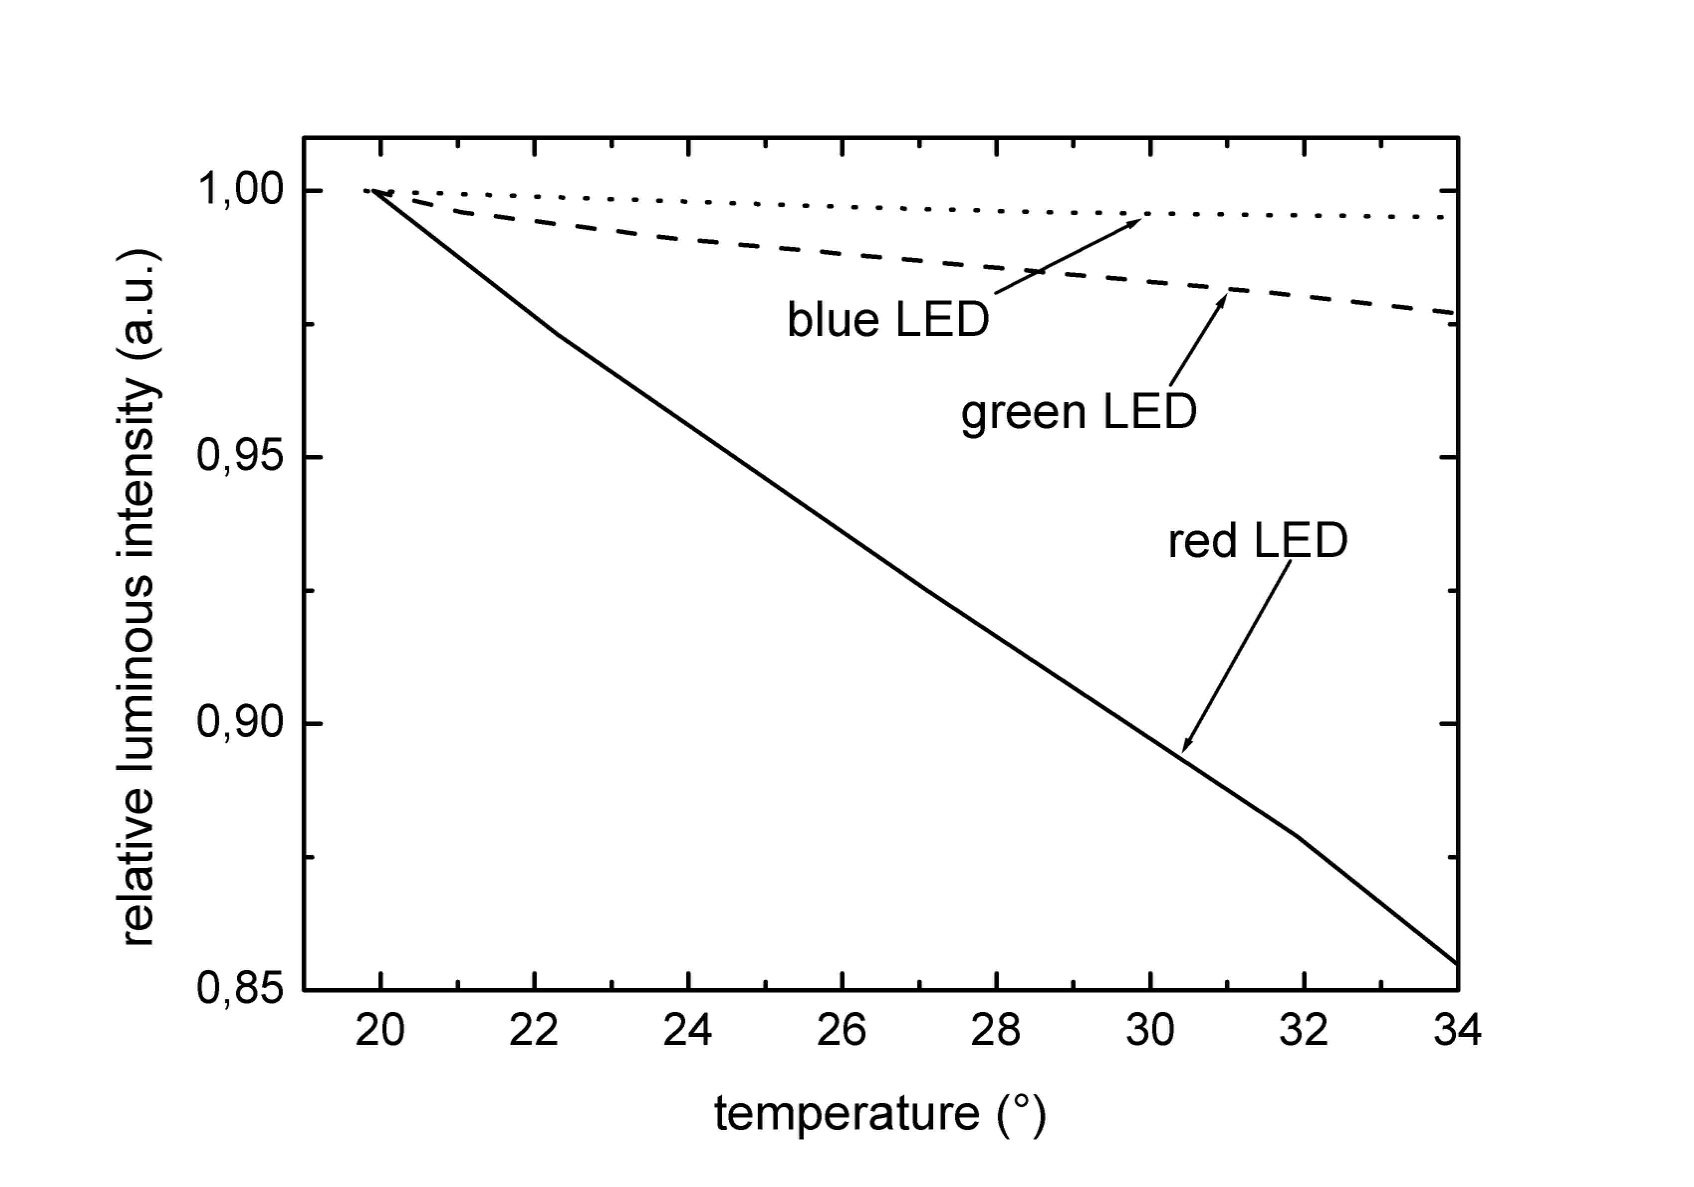 1,00
0,95
0,90
0,85
relative luminous intensity (a.u.)
blue LED
green LED
red LED
20 22 24 26 28 30 32 34
temperature (°)